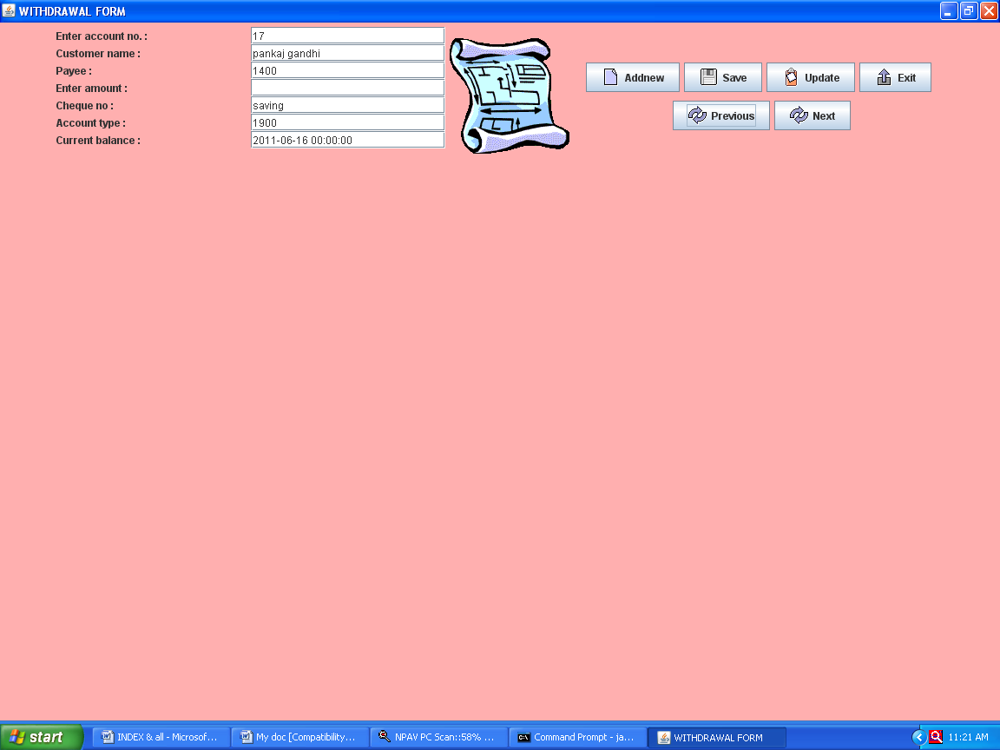 WITHDRAWAL FORM
Enter account no. : 17
Customer name : pankaj gandhi
Payee : 1400
Enter amount :
Cheque no : saving
Account type : 1900
Current balance : 2011-06-16 00:00:00
Addnew Save Update Exit
Previous Next
start INDEX & all - Microsof... My doc [Compatibility... NPAV PC Scan::58% ... Command Prompt - ja... WITHDRAWAL FORM 11:21 AM